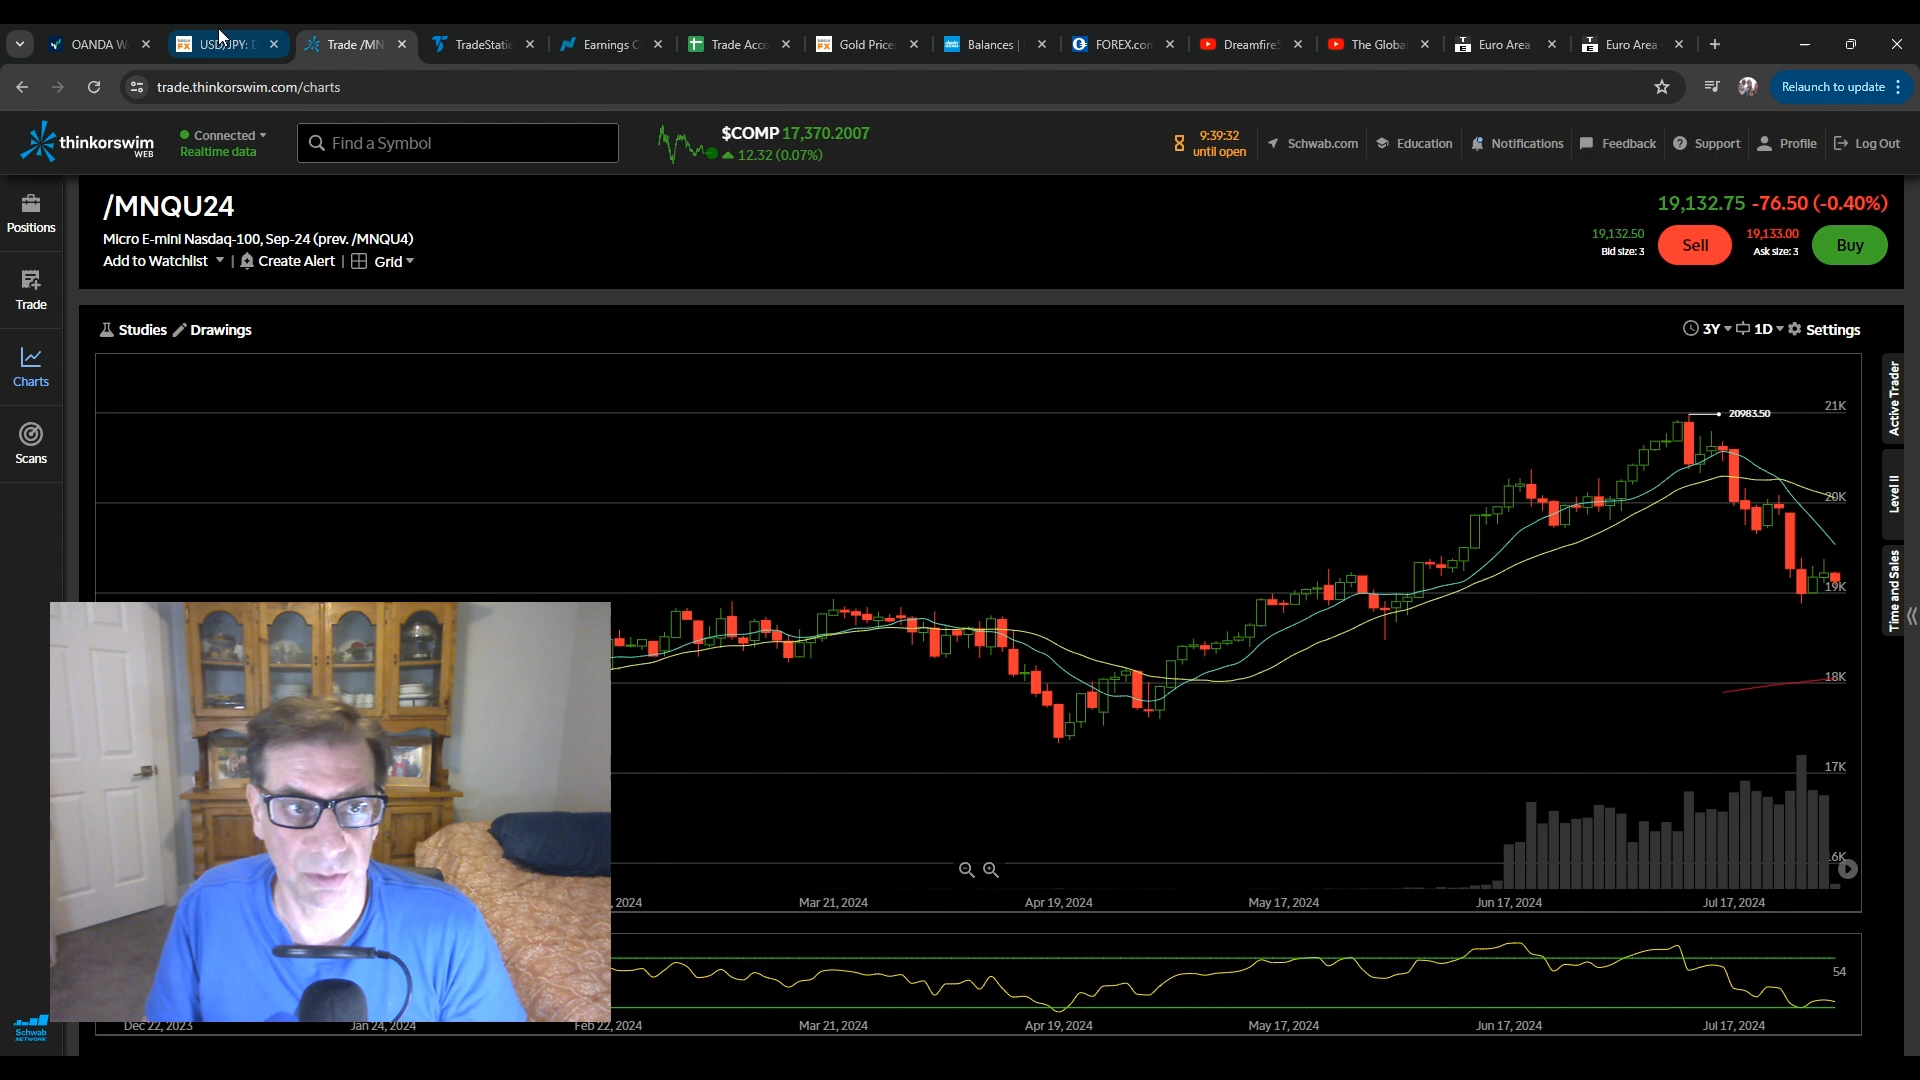 OANDA W
USD/JPY: D
Trade /MN
TradeStatic
Earnings C
Trade Acco
Gold Price
Balances |
FOREX.com
DreamfireS
The Globa
Euro Area
Euro Area
trade.thinkorswim.com/charts
Relaunch to update
thinkorswim
WEB
Connected
Realtime data
Find a Symbol
$COMP 17,370.2007
12.32 (0.07%)
9:39:32
until open
Schwab.com
Education
Notifications
Feedback
Support
Profile
Log Out
/MNQU24
Micro E-mini Nasdaq-100, Sep-24 (prev. /MNQU4)
Add to Watchlist | Create Alert | Grid
19,132.75 -76.50 (-0.40%)
19,132.50
Bid size: 3
Sell
19,133.00
Ask size: 3
Buy
Positions
Trade
Charts
Scans
Studies
Drawings
3Y
1D
Settings
Active Trader
Level II
Time and Sales
20983.50
21K
20K
19K
18K
17K
6K
, 2024
Mar 21, 2024
Apr 19, 2024
May 17, 2024
Jun 17, 2024
Jul 17, 2024
54
Dec 22, 2023
Jan 24, 2024
Feb 22, 2024
Mar 21, 2024
Apr 19, 2024
May 17, 2024
Jun 17, 2024
Jul 17, 2024
Schwab
NETWORK